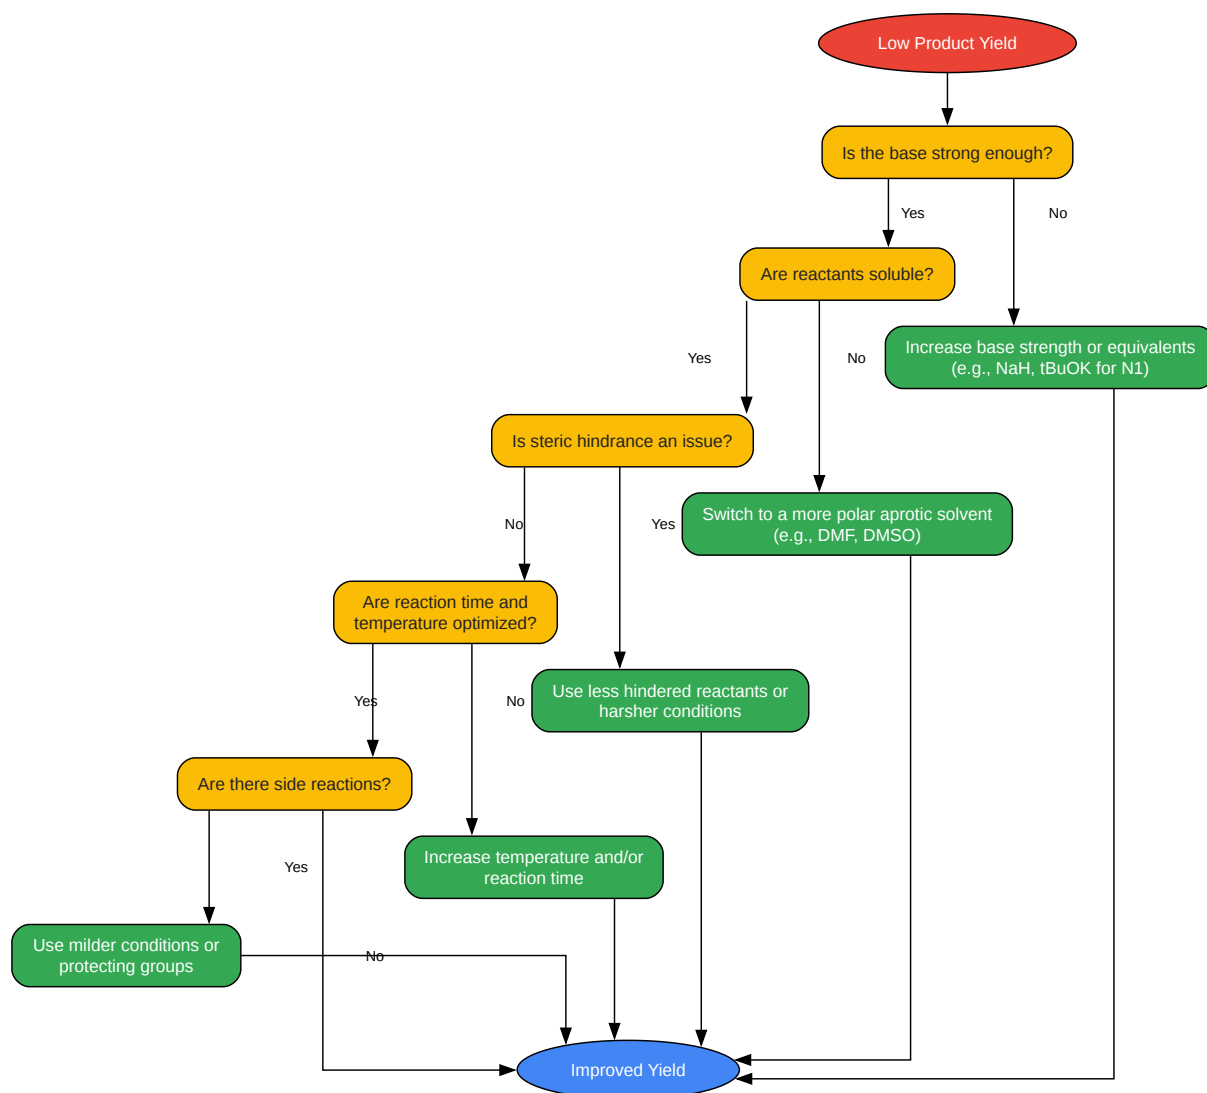 Low Product Yield
Is the base strong enough?
Yes
No
Are reactants soluble?
Increase base strength or equivalents
(e.g., NaH, tBuOK for N1)
Yes
No
Is steric hindrance an issue?
Switch to a more polar aprotic solvent
(e.g., DMF, DMSO)
No
Yes
Are reaction time and
temperature optimized?
Use less hindered reactants or
harsher conditions
Yes
No
Are there side reactions?
Increase temperature and/or
reaction time
Yes
Use milder conditions or
protecting groups
No
Improved Yield